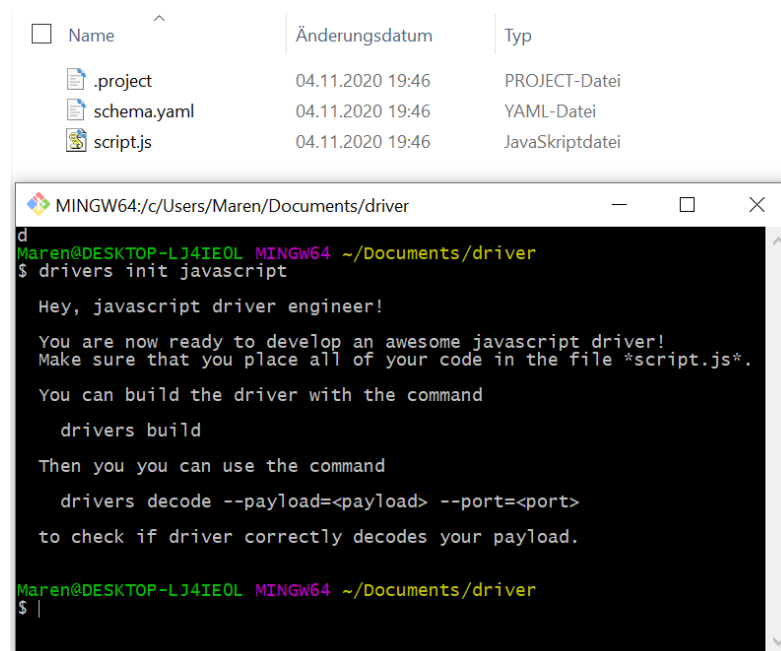 Name Änderungsdatum Typ
.project 04.11.2020 19:46 PROJECT-Datei
schema.yaml 04.11.2020 19:46 YAML-Datei
script.js 04.11.2020 19:46 JavaSkriptdatei
MINGW64:/c/Users/Maren/Documents/driver
d
Maren@DESKTOP-LJ4IEOL MINGW64 ~/Documents/driver
$ drivers init javascript
Hey, javascript driver engineer!
You are now ready to develop an awesome javascript driver!
Make sure that you place all of your code in the file *script.js*.
You can build the driver with the command
drivers build
Then you you can use the command
drivers decode --payload=<payload> --port=<port>
to check if driver correctly decodes your payload.
Maren@DESKTOP-LJ4IEOL MINGW64 ~/Documents/driver
$